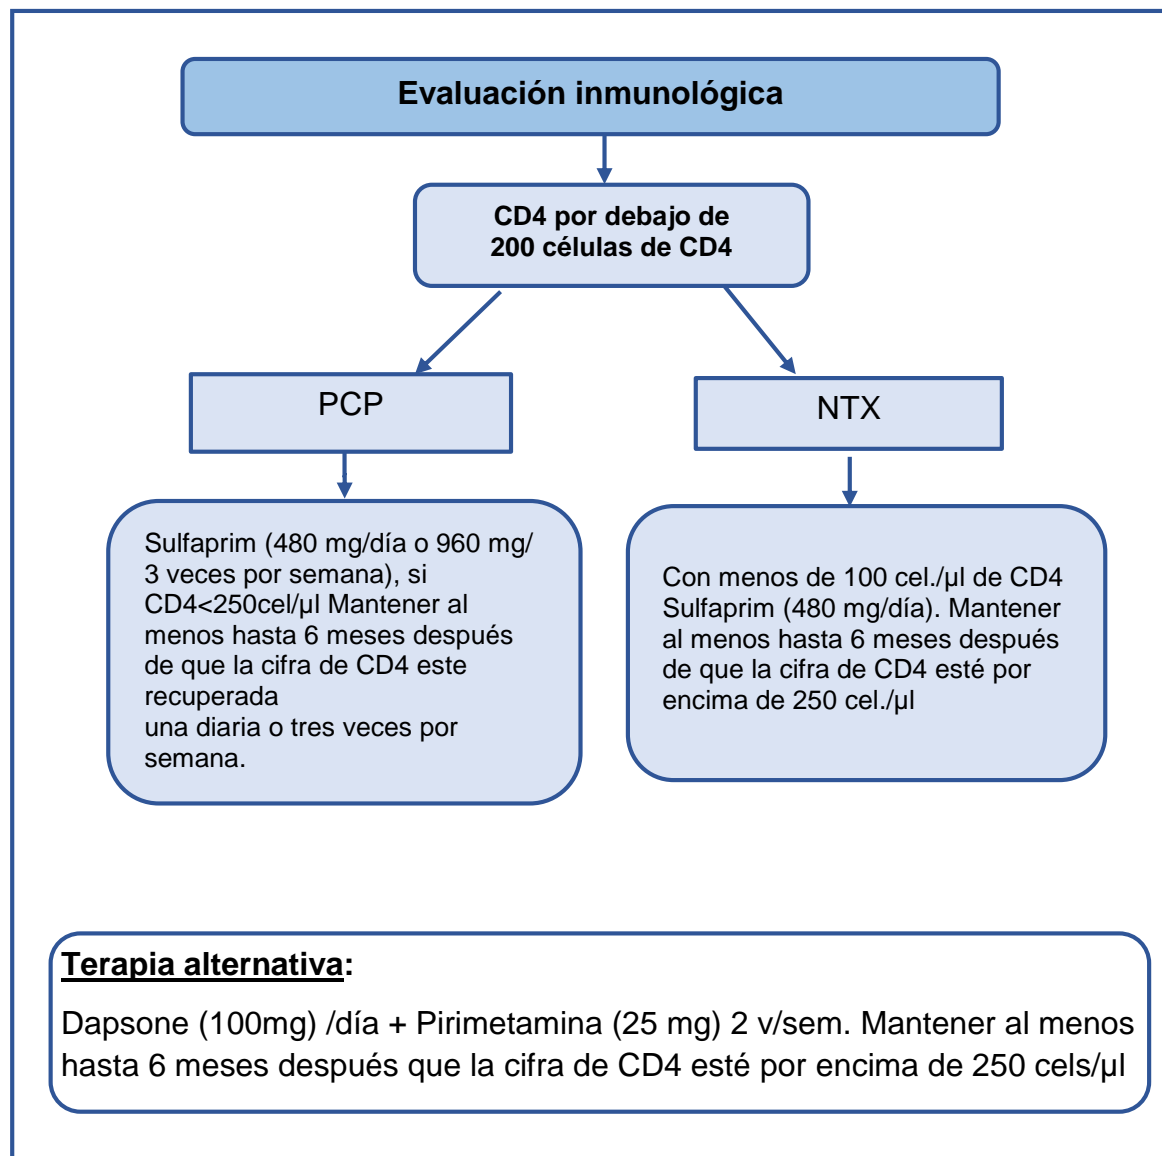 Evaluación inmunológica
CD4 por debajo de
200 células de CD4
PCP
NTX
Sulfaprim (480 mg/día o 960 mg/
3 veces por semana), si
CD4<250cel/µl Mantener al
menos hasta 6 meses después
de que la cifra de CD4 este
recuperada
una diaria o tres veces por
semana.
Con menos de 100 cel./µl de CD4
Sulfaprim (480 mg/día). Mantener
al menos hasta 6 meses después
de que la cifra de CD4 esté por
encima de 250 cel./µl
Terapia alternativa:
Dapsone (100mg) /día + Pirimetamina (25 mg) 2 v/sem. Mantener al menos
hasta 6 meses después que la cifra de CD4 esté por encima de 250 cels/µl